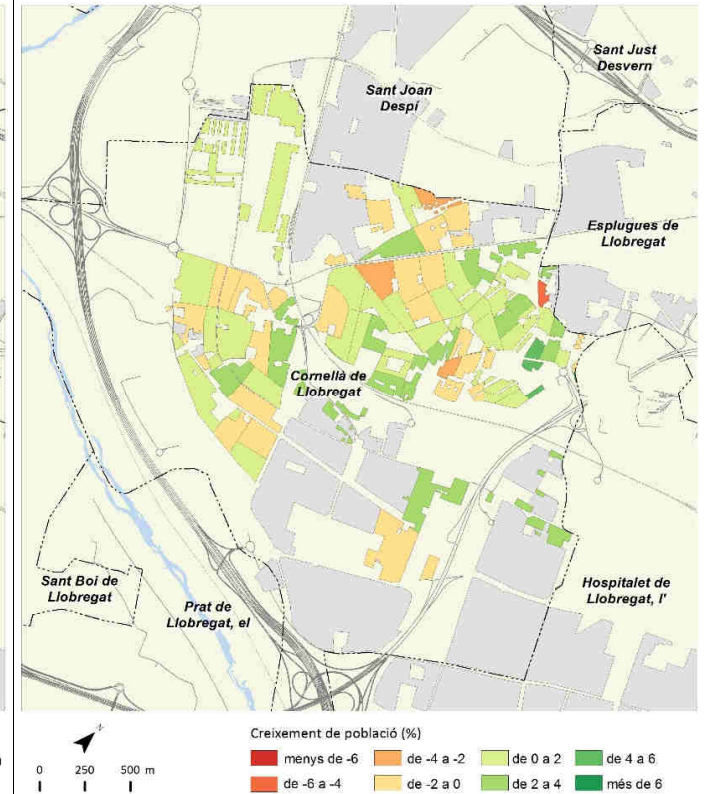 Sant Just
Desvern
Sant Joan
Despí
Esplugues de
Llobregat
Cornellà de
Llobregat
Sant Boi de
Llobregat
Prat de
Llobregat, el
Hospitalet de
Llobregat, l'
N
0 250 500 m
Creixement de població (%)
menys de -6 de -4 a -2 de 0 a 2 de 4 a 6
de -6 a -4 de -2 a 0 de 2 a 4 més de 6